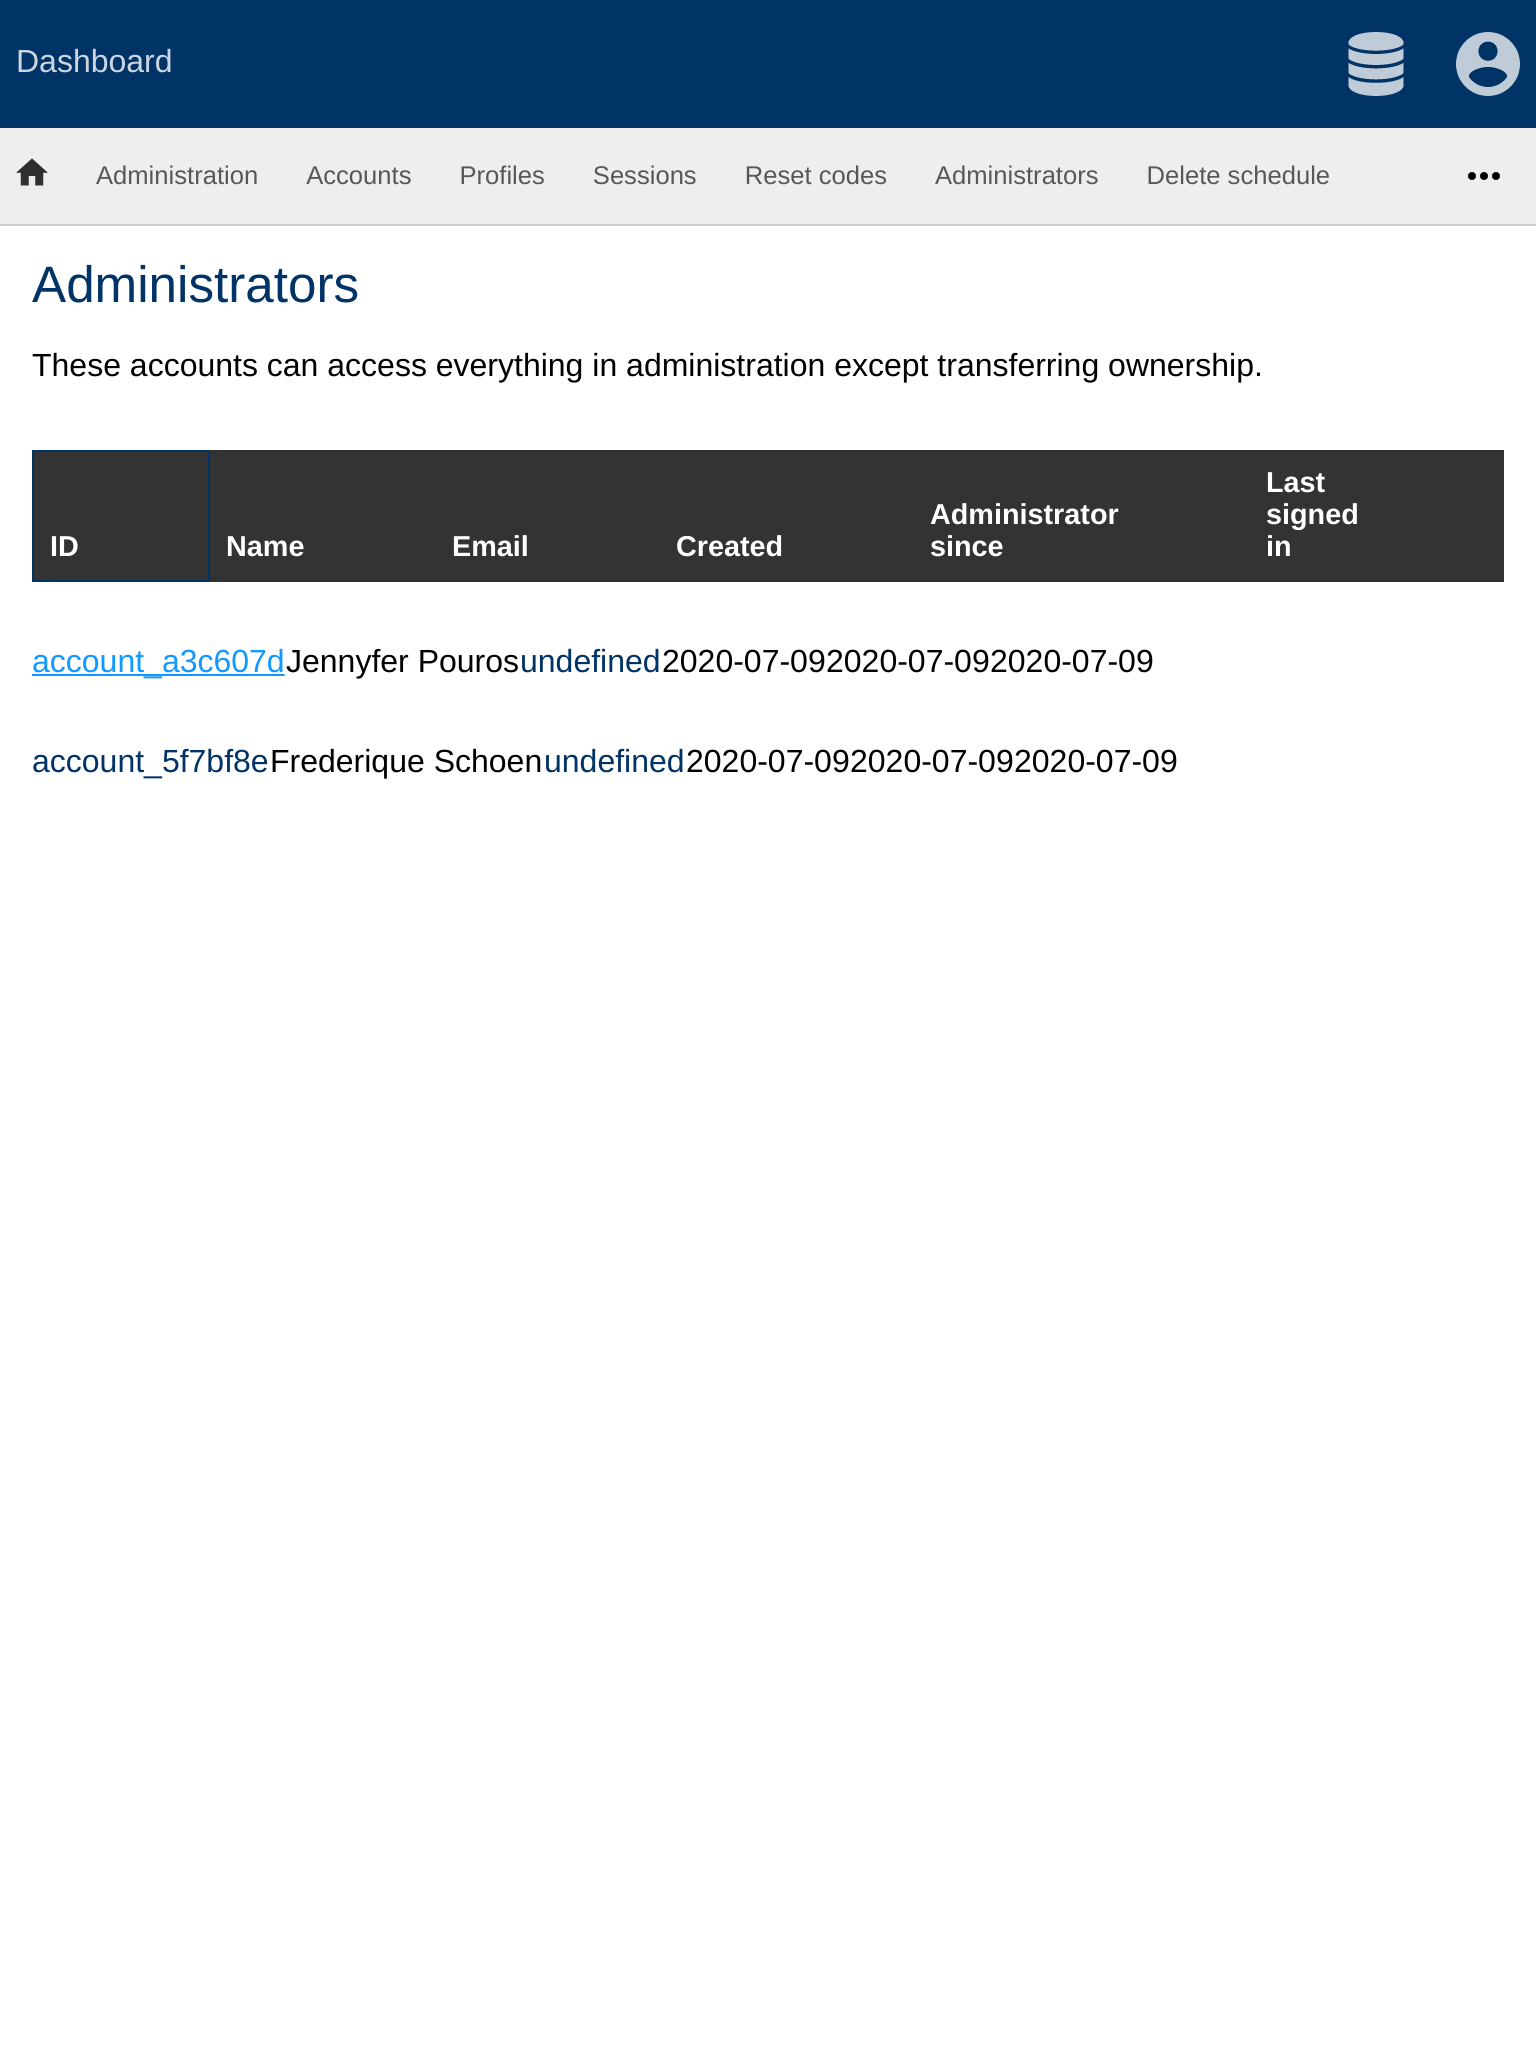 Dashboard
Administration Accounts Profiles Sessions Reset codes Administrators Delete schedule
Administrators
These accounts can access everything in administration except transferring ownership.
ID Name Email Created Administrator since Last signed in
account_a3c607dJennyfer Pourosundefined2020-07-092020-07-092020-07-09
account_5f7bf8eFrederique Schoenundefined2020-07-092020-07-092020-07-09